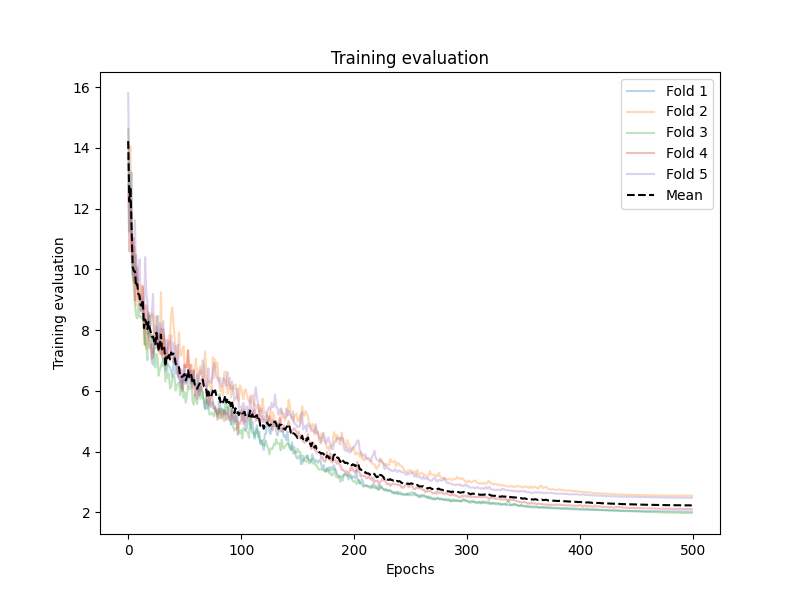 Training evaluation
Training evaluation
16
14
12
10
8
6
4
2
0
100
200
300
400
500
Epochs
Fold 1
Fold 2
Fold 3
Fold 4
Fold 5
Mean